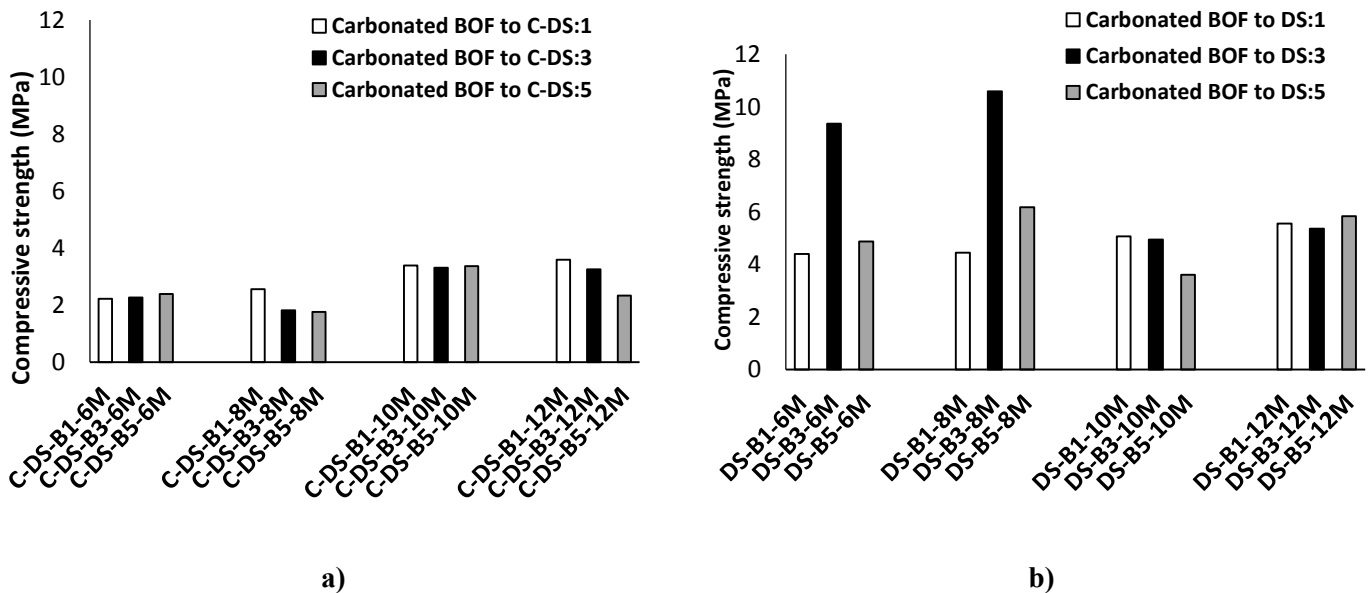 Carbonated BOF to C-DS:1
Carbonated BOF to C-DS:3
Carbonated BOF to C-DS:5
Compressive strength (MPa)
12
10
8
6
4
2
0
C-DS-B1-6M
C-DS-B3-6M
C-DS-B5-6M
C-DS-B1-8M
C-DS-B3-8M
C-DS-B5-8M
C-DS-B1-10M
C-DS-B3-10M
C-DS-B5-10M
C-DS-B1-12M
C-DS-B3-12M
C-DS-B5-12M
a)
Carbonated BOF to DS:1
Carbonated BOF to DS:3
Carbonated BOF to DS:5
Compressive strength (MPa)
12
10
8
6
4
2
0
DS-B1-6M
DS-B3-6M
DS-B5-6M
DS-B1-8M
DS-B3-8M
DS-B5-8M
DS-B1-10M
DS-B3-10M
DS-B5-10M
DS-B1-12M
DS-B3-12M
DS-B5-12M
b)